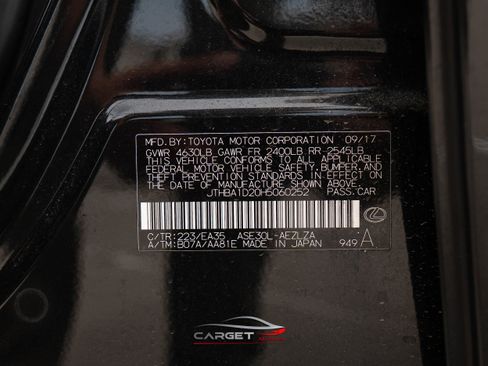 MFD.BY:TOYOTA MOTOR CORPORATION 09/17
GVWR 4630LB GAWR FR 2400LB RR 2545LB
THIS VEHICLE CONFORMS TO ALL APPLICABLE
FEDERAL MOTOR VEHICLE SAFETY,BUMPER,AND
THEFT PREVENTION STANDARDS IN EFFECT ON
THE DATE OF MANUFACTURE SHOWN ABOVE.
JTHBA1D20H5060252 PASS.CAR
C/TR:223/EA35 ASE30L-AEZLZA
A/TM:B07A/AA81E MADE IN JAPAN 949 A
CARGET